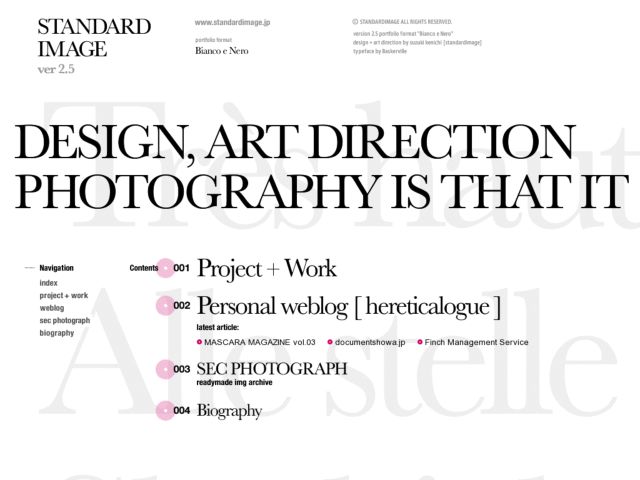 STANDARD
IMAGE
ver 2.5
www.standardimage.jp
portfolio format
Bianco e Nero
© STANDARDIMAGE ALL RIGHTS RESERVED.
version 2.5 portfolio format "Bianco e Nero"
design + art direction by suzuki kenichi [standardimage]
typeface by Baskerville
Très haut
DESIGN, ART DIRECTION
PHOTOGRAPHY IS THAT IT
Navigation
index
project + work
weblog
sec photograph
biography
Contents
001 Project + Work
002 Personal weblog [ hereticalogue ]
latest article:
MASCARA MAGAZINE vol.03 documentshowa.jp Finch Management Service
003 SEC PHOTOGRAPH
readymade img archive
004 Biography
Alle stelle